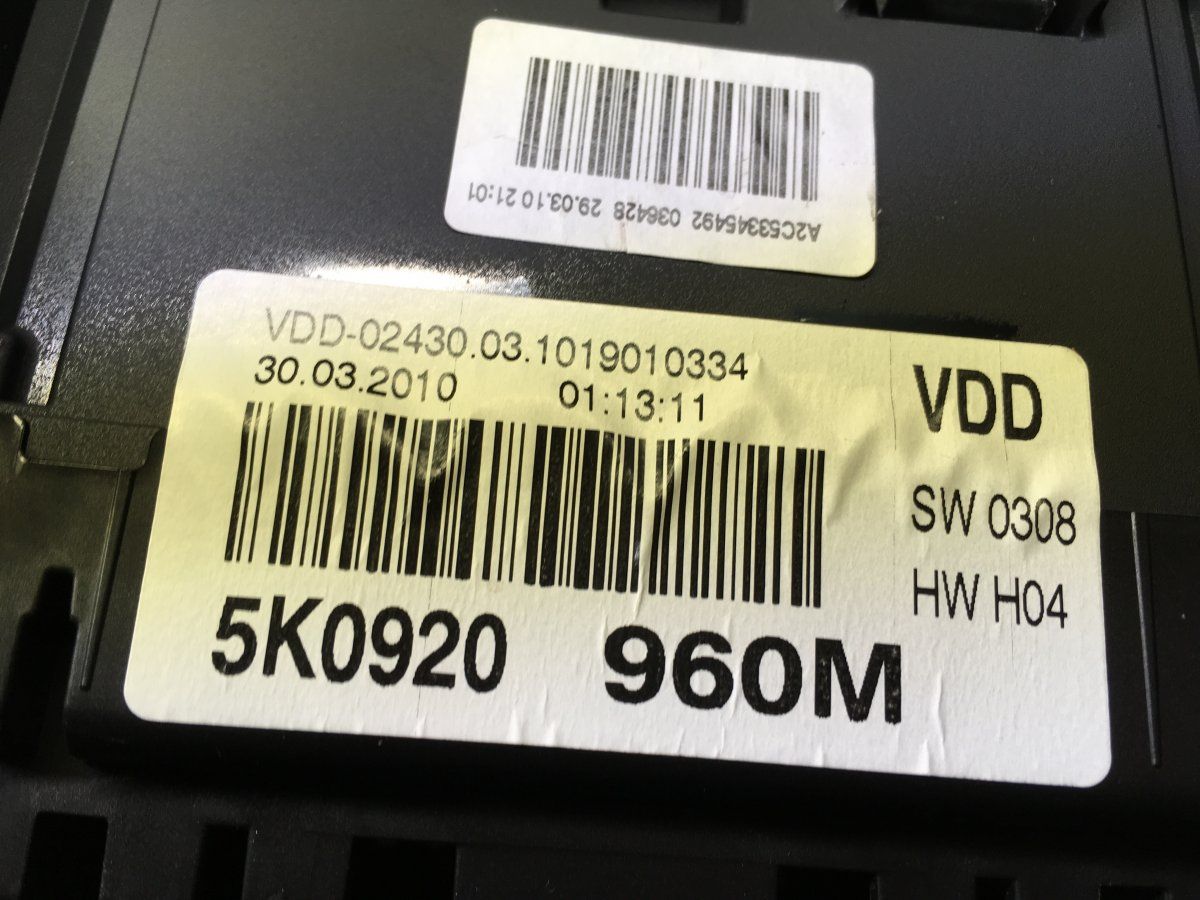 A2C53345492 036428 29.03.10 21:01
VDD-02430.03.1019010334
30.03.2010 01:13:11
VDD
SW 0308
HW H04
5K0920 960M